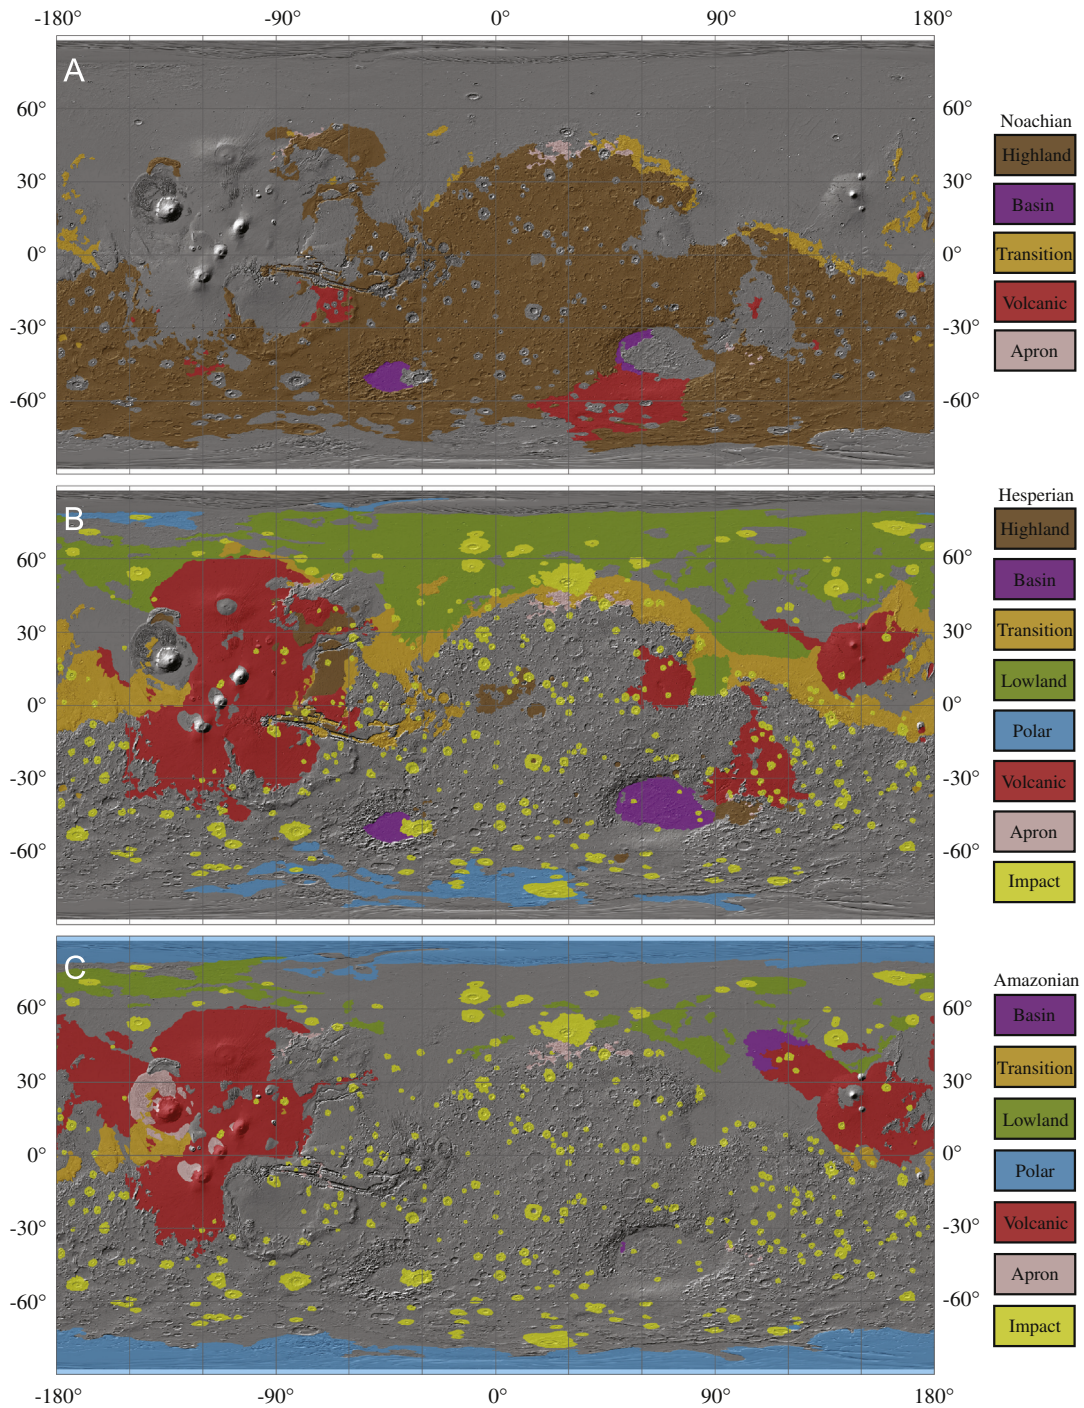 -180° -90° 0° 90° 180°
A
60° 60°
30° 30°
0° 0°
-30° -30°
-60° -60°
Noachian
Highland
Basin
Transition
Volcanic
Apron
B
60° 60°
30° 30°
0° 0°
-30° -30°
-60° -60°
Hesperian
Highland
Basin
Transition
Lowland
Polar
Volcanic
Apron
Impact
C
60° 60°
30° 30°
0° 0°
-30° -30°
-60° -60°
Amazonian
Basin
Transition
Lowland
Polar
Volcanic
Apron
Impact
-180° -90° 0° 90° 180°